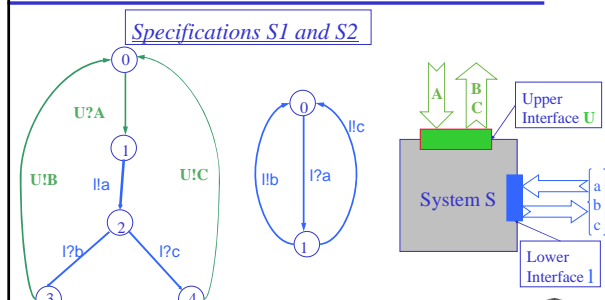 Specifications S1 and S2
0
U?A
1
l!a
U!B
U!C
2
l?b
l?c
3
4
0
l!c
l!b
l?a
1
A
B
C
Upper
Interface U
System S
a
b
c
Lower
Interface l